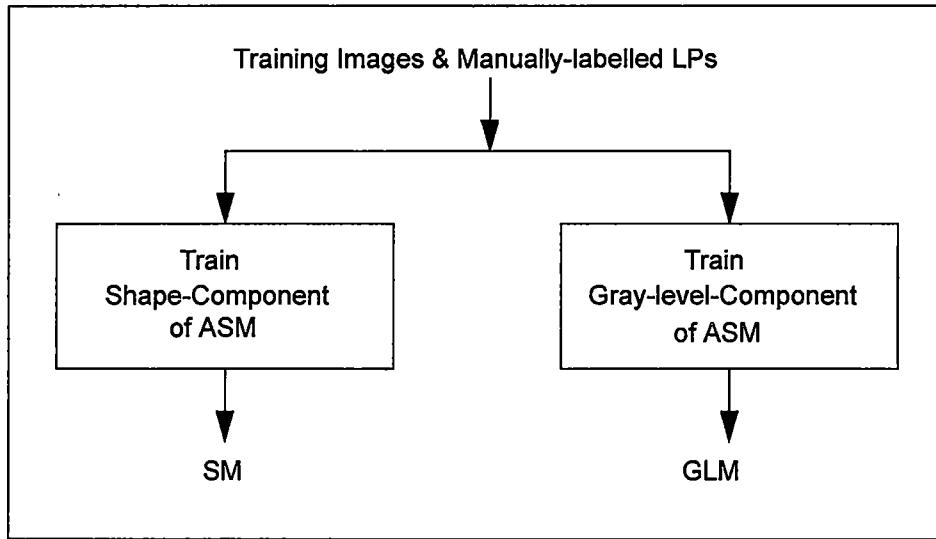 Training Images & Manually-labelled LPs
Train
Shape-Component
of ASM
Train
Gray-level-Component
of ASM
SM
GLM